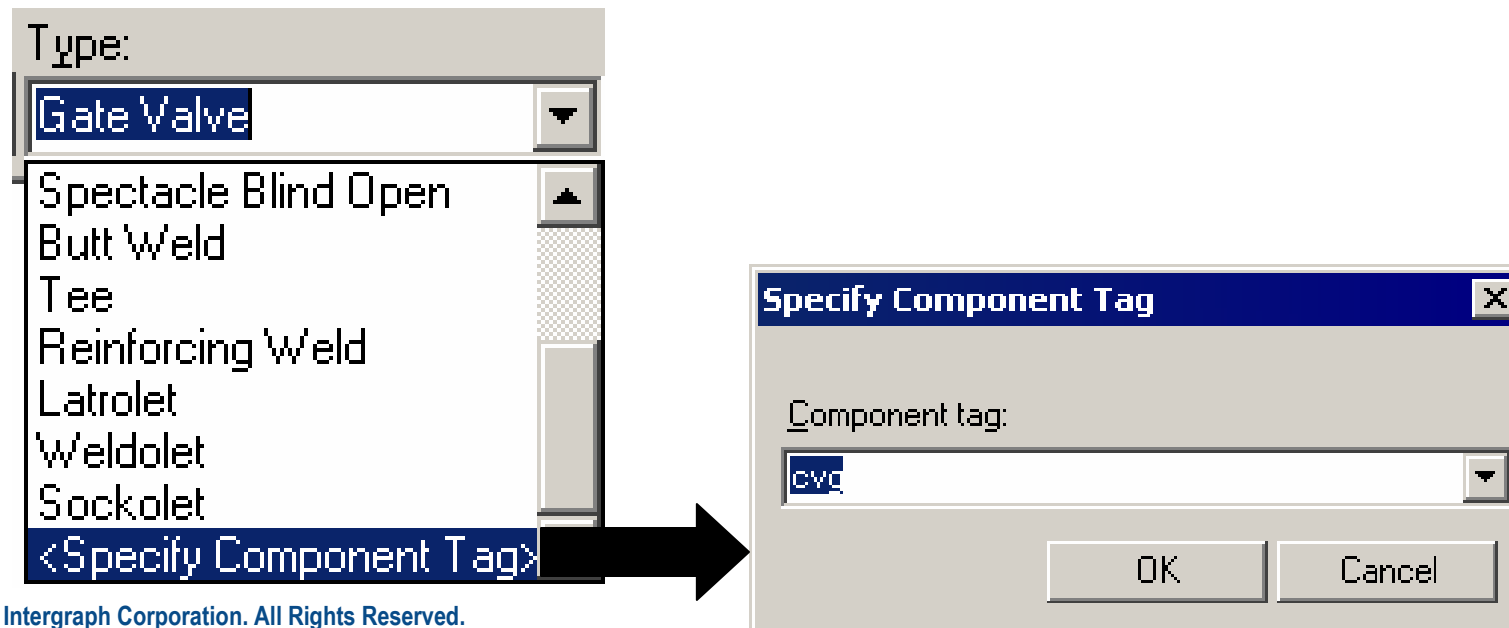 Type:
Gate Valve
Spectacle Blind Open
Butt Weld
Tee
Reinforcing Weld
Latrolet
Weldolet
Sockolet
<Specify Component Tag>
Specify Component Tag
Component tag:
cvg
OK
Cancel
Intergraph Corporation. All Rights Reserved.